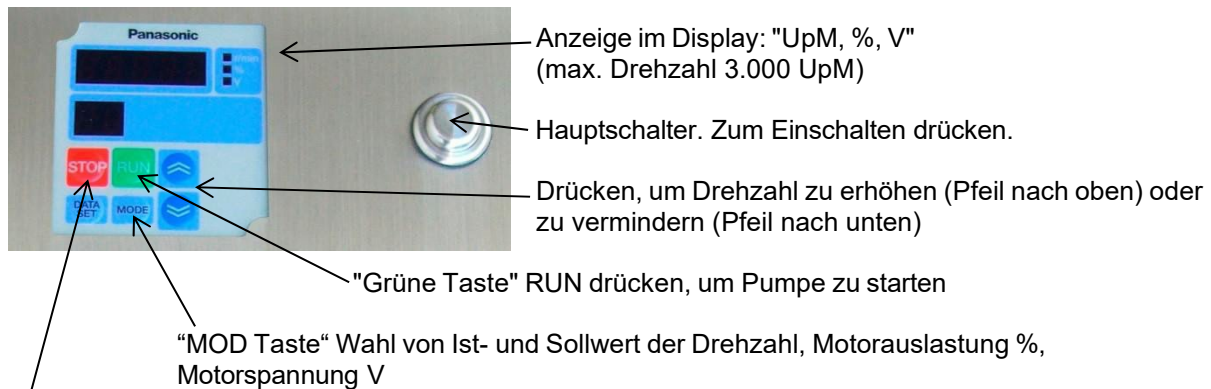 Panasonic
Anzeige im Display: "UpM, %, V"
(max. Drehzahl 3.000 UpM)
%
V
Hauptschalter. Zum Einschalten drücken.
STOP RUN
Drücken, um Drehzahl zu erhöhen (Pfeil nach oben) oder
zu vermindern (Pfeil nach unten)
DATA
SET
MODE
"Grüne Taste" RUN drücken, um Pumpe zu starten
“MOD Taste“ Wahl von Ist- und Sollwert der Drehzahl, Motorauslastung %,
Motorspannung V